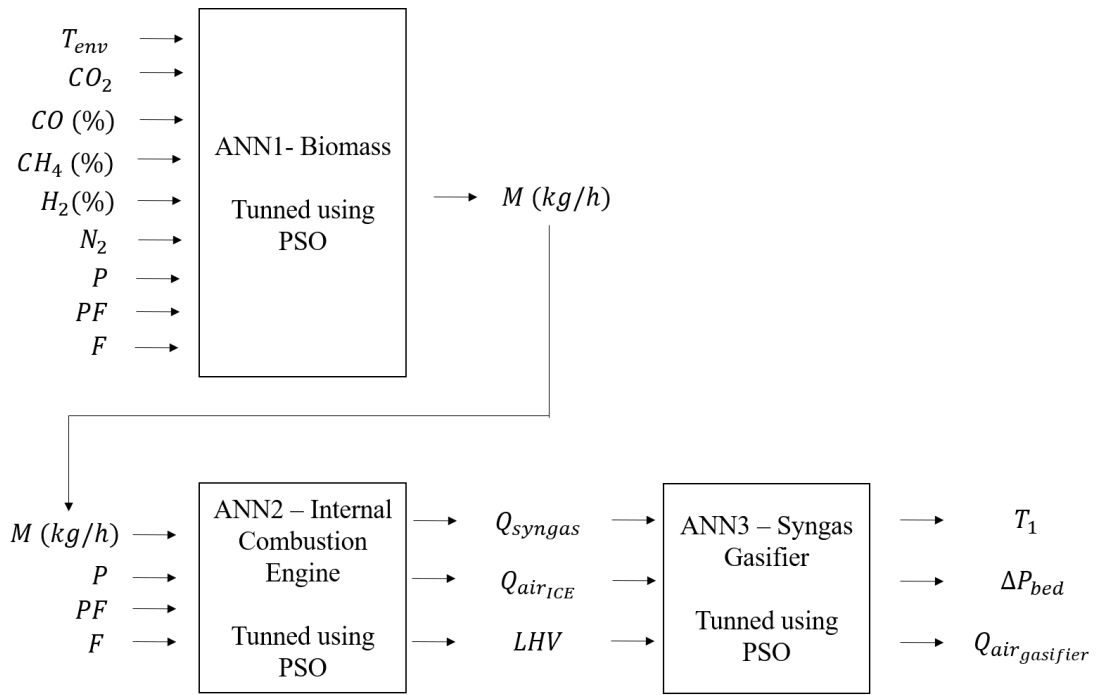 T_env
CO_2
CO (%)
CH_4 (%)
H_2(%)
N_2
P
PF
F
ANN1- Biomass
Tunned using
PSO
M (kg/h)
M (kg/h)
P
PF
F
ANN2 – Internal
Combustion
Engine
Tunned using
PSO
Q_syngas
Q_air_ICE
LHV
ANN3 – Syngas
Gasifier
Tunned using
PSO
T_1
ΔP_bed
Q_air_gasifier